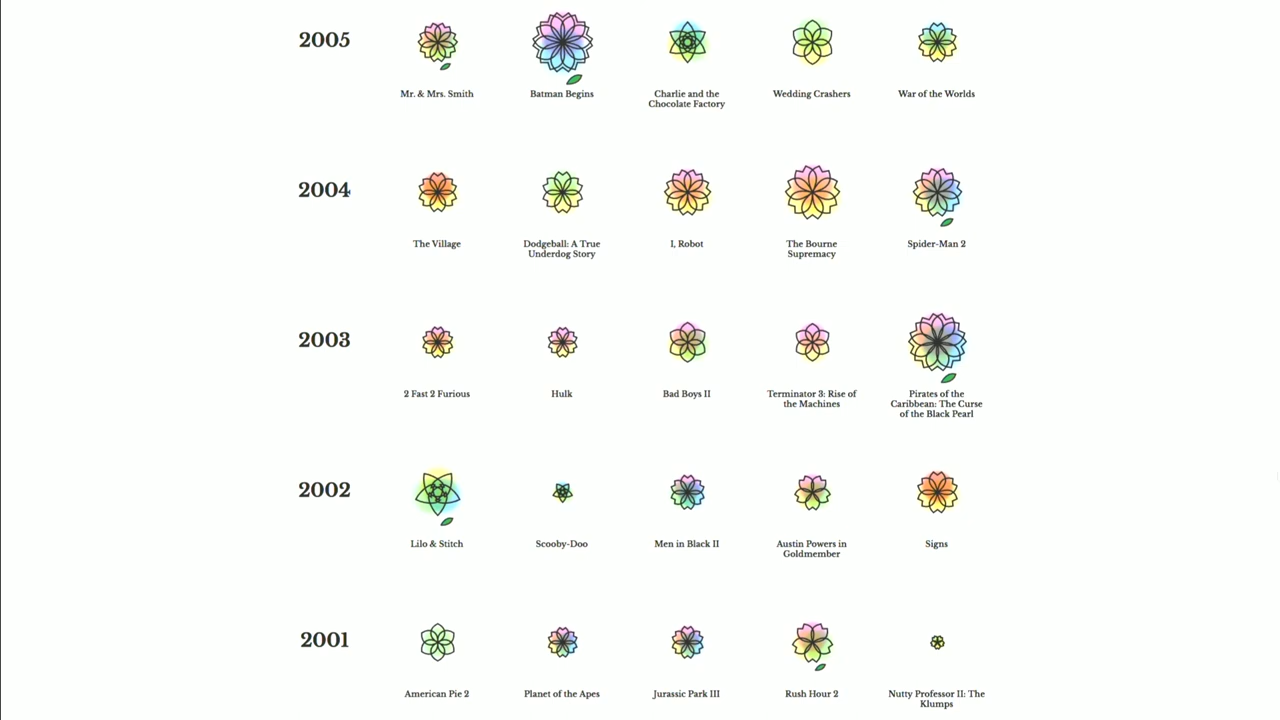 2005
Mr. & Mrs. Smith
Batman Begins
Charlie and the
Chocolate Factory
Wedding Crashers
War of the Worlds
2004
The Village
Dodgeball: A True
Underdog Story
I, Robot
The Bourne
Supremacy
Spider-Man 2
2003
2 Fast 2 Furious
Hulk
Bad Boys II
Terminator 3: Rise of
the Machines
Pirates of the
Caribbean: The Curse
of the Black Pearl
2002
Lilo & Stitch
Scooby-Doo
Men in Black II
Austin Powers in
Goldmember
Signs
2001
American Pie 2
Planet of the Apes
Jurassic Park III
Rush Hour 2
Nutty Professor II: The
Klumps